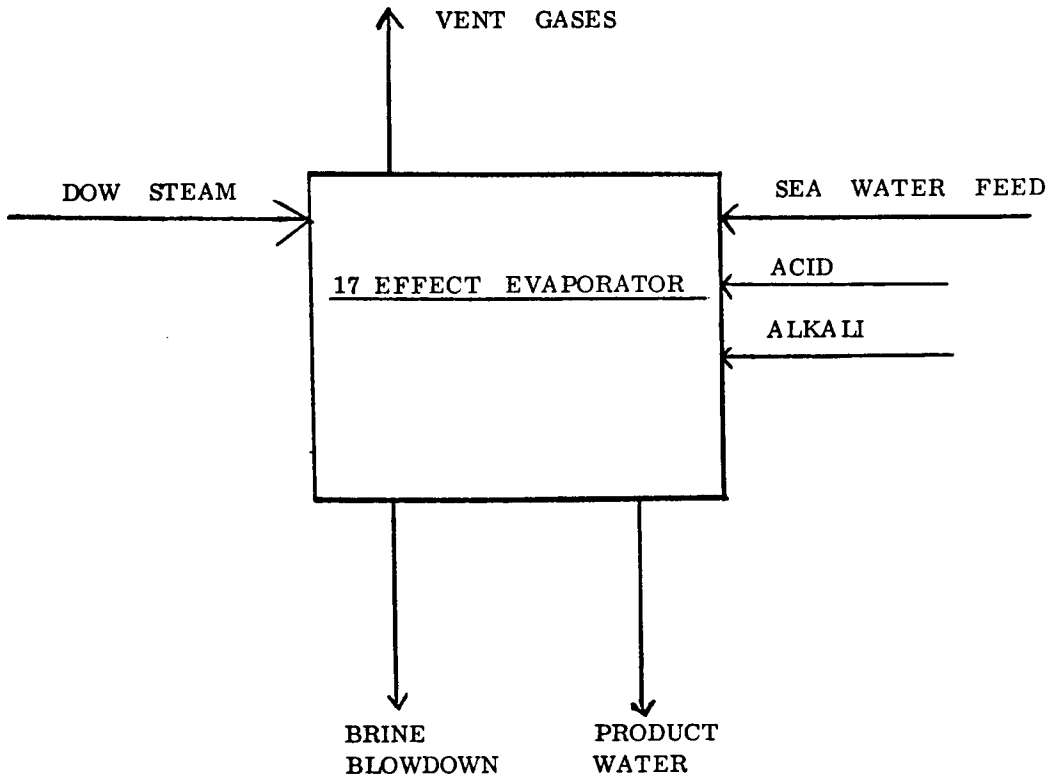 VENT GASES
DOW STEAM
SEA WATER FEED
17 EFFECT EVAPORATOR
ACID
ALKALI
BRINE
BLOWDOWN
PRODUCT
WATER